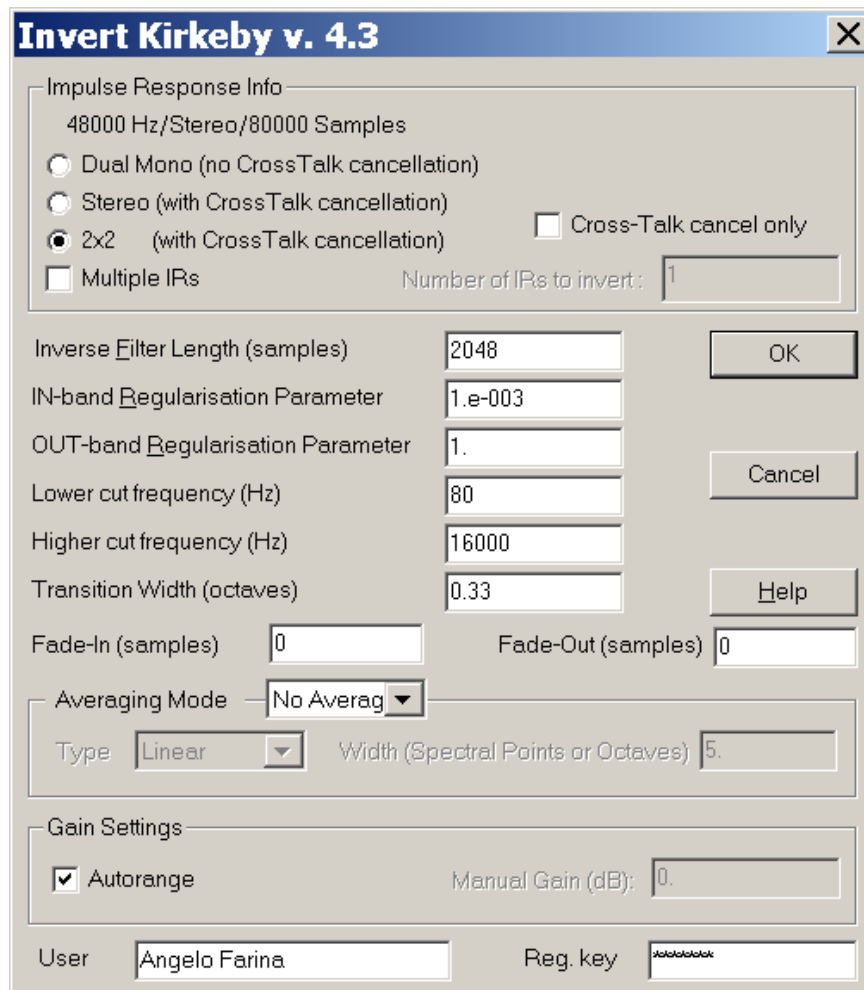 Invert Kirkeby v. 4.3
Impulse Response Info
48000 Hz/Stereo/80000 Samples
Dual Mono (no CrossTalk cancellation)
Stereo (with CrossTalk cancellation)
2x2 (with CrossTalk cancellation)
Cross-Talk cancel only
Multiple IRs
Number of IRs to invert : 1
Inverse Filter Length (samples) 2048
OK
IN-band Regularisation Parameter 1.e-003
OUT-band Regularisation Parameter 1.
Cancel
Lower cut frequency (Hz) 80
Higher cut frequency (Hz) 16000
Transition Width (octaves) 0.33
Help
Fade-In (samples) 0 Fade-Out (samples) 0
Averaging Mode No Averag
Type Linear Width (Spectral Points or Octaves) 5.
Gain Settings
Autorange Manual Gain (dB): 0.
User Angelo Farina Reg. key ********